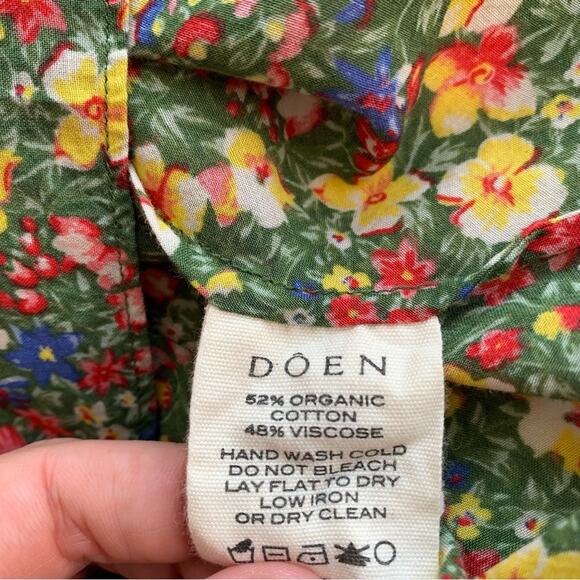 DÔEN
52% ORGANIC
COTTON
48% VISCOSE
HAND WASH COLD
DO NOT BLEACH
LAY FLAT TO DRY
LOW IRON
OR DRY CLEAN